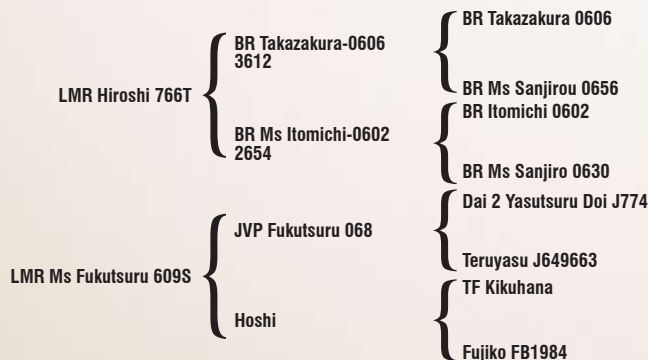 LMR Hiroshi 766T
BR Takazakura-0606
3612
BR Takazakura 0606
BR Ms Sanjirou 0656
BR Ms Itomichi-0602
2654
BR Itomichi 0602
BR Ms Sanjiro 0630
LMR Ms Fukutsuru 609S
JVP Fukutsuru 068
Dai 2 Yasutsuru Doi J774
Teruyasu J649663
Hoshi
TF Kikuhana
Fujiko FB1984